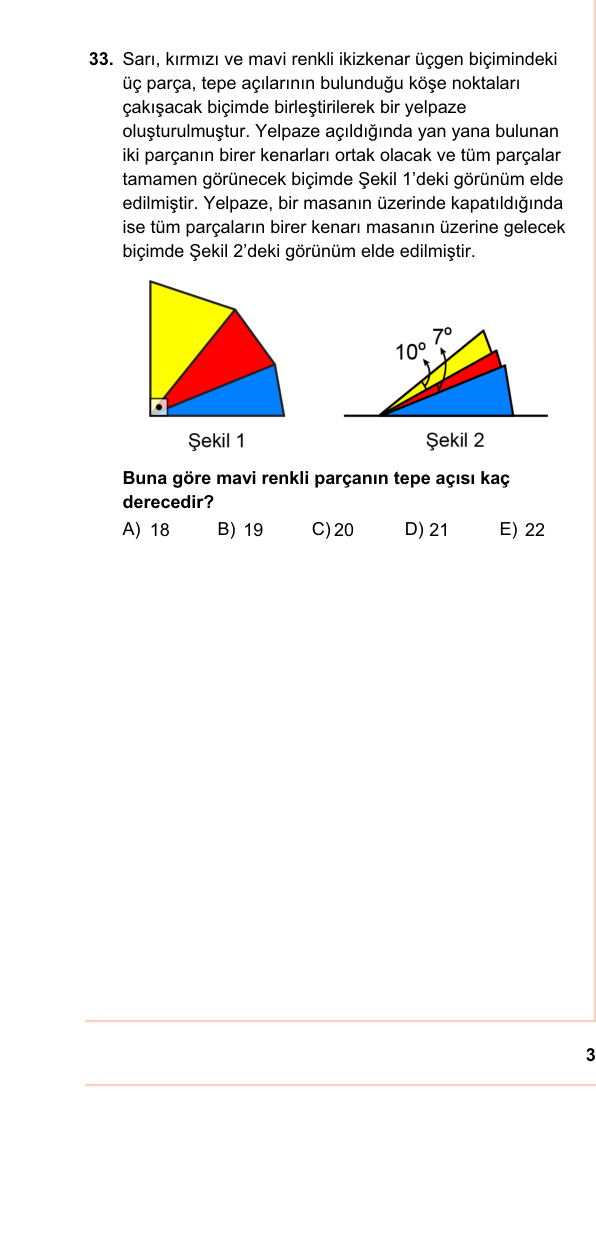 33. Sarı, kırmızı ve mavi renkli ikizkenar üçgen biçimindeki
üç parça, tepe açılarının bulunduğu köşe noktaları
çakışacak biçimde birleştirilerek bir yelpaze
oluşturulmuştur. Yelpaze açıldığında yan yana bulunan
iki parçanın birer kenarları ortak olacak ve tüm parçalar
tamamen görünecek biçimde Şekil 1’deki görünüm elde
edilmiştir. Yelpaze, bir masanın üzerinde kapatıldığında
ise tüm parçaların birer kenarı masanın üzerine gelecek
biçimde Şekil 2’deki görünüm elde edilmiştir.
10º 7º
Şekil 1 Şekil 2
Buna göre mavi renkli parçanın tepe açısı kaç
derecedir?
A) 18 B) 19 C) 20 D) 21 E) 22
3